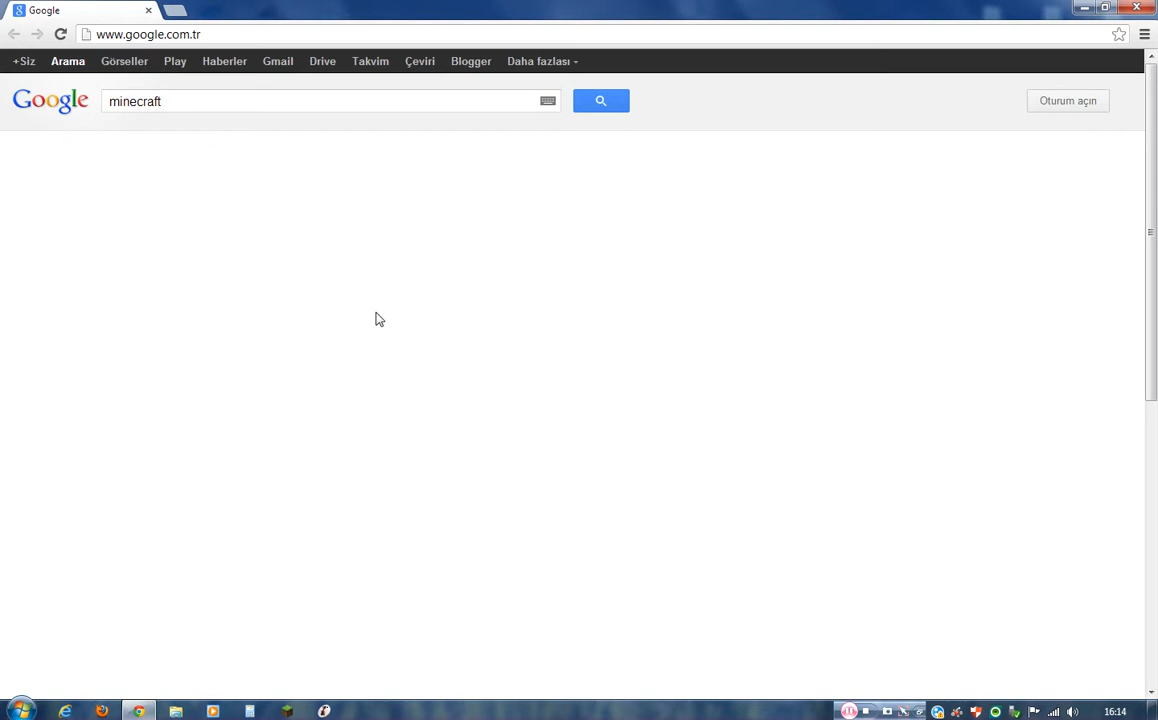 Google
www.google.com.tr
+Siz Arama Görseller Play Haberler Gmail Drive Takvim Çeviri Blogger Daha fazlası
Google minecraft Oturum açın
16:14